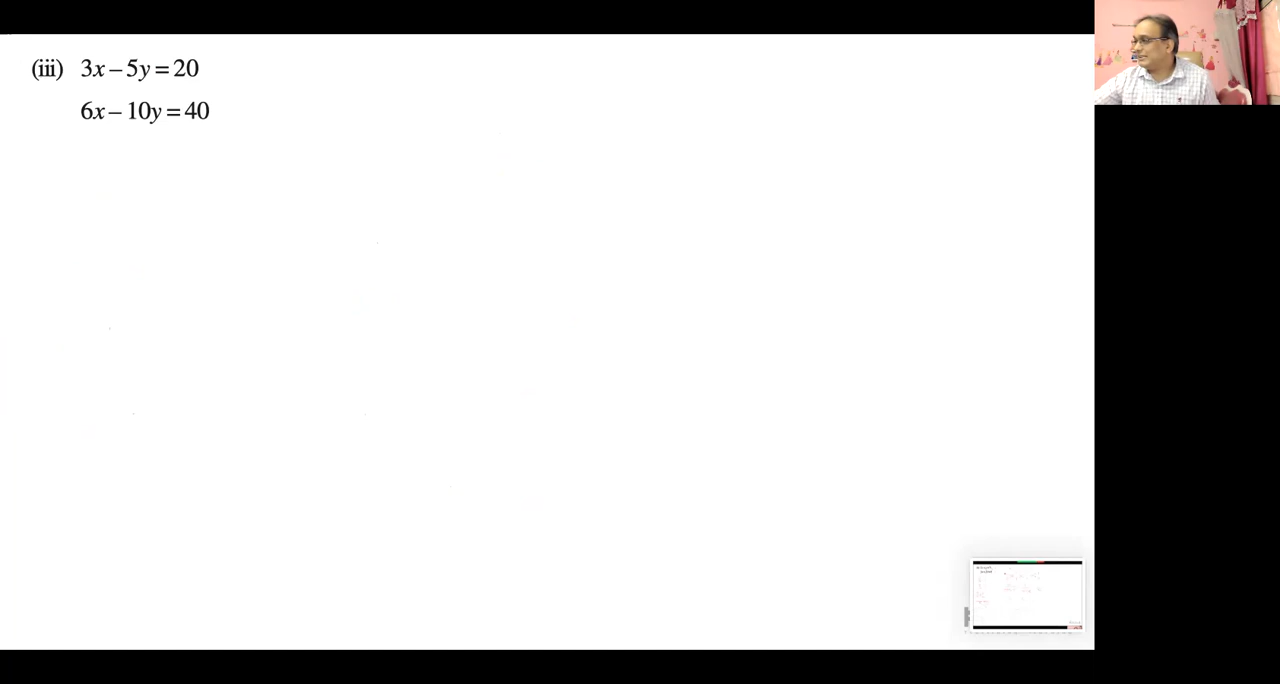 (iii) 3x – 5y = 20
6x – 10y = 40